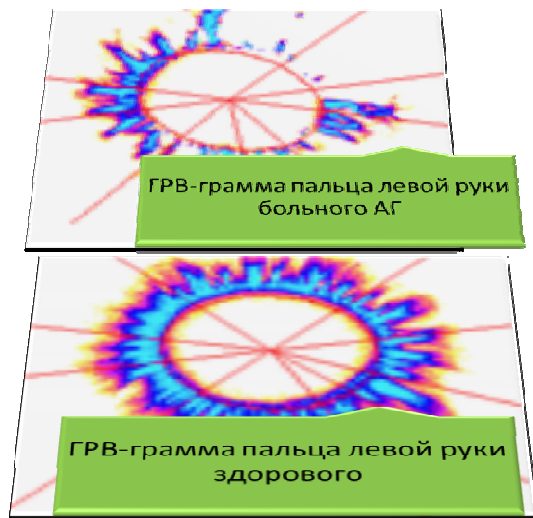 ГРВ-грамма пальца левой руки
больного АГ
ГРВ-грамма пальца левой руки
здорового